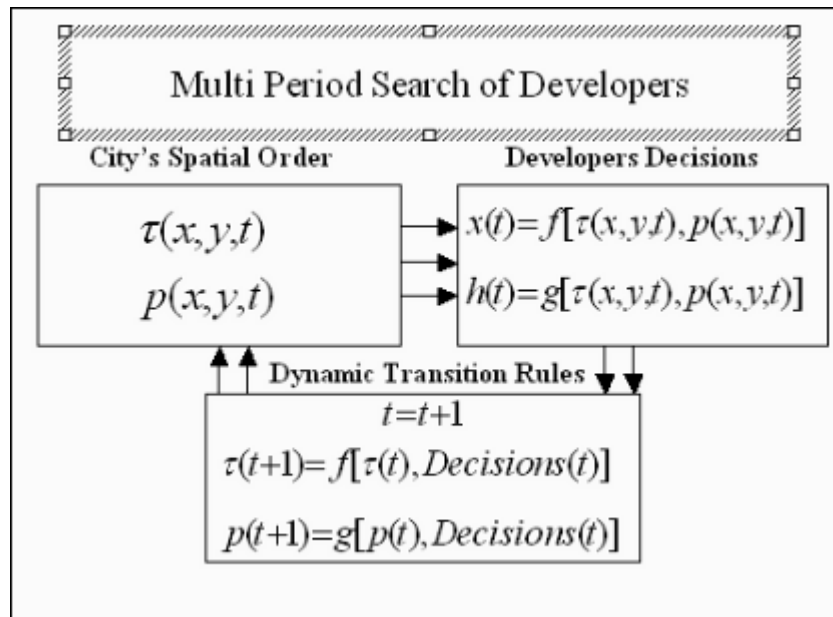 Multi Period Search of Developers
City's Spatial Order
τ(x,y,t)
p(x,y,t)
Developers Decisions
x(t)=f[τ(x,y,t),p(x,y,t)]
h(t)=g[τ(x,y,t),p(x,y,t)]
Dynamic Transition Rules
t=t+1
τ(t+1)=f[τ(t),Decisions(t)]
p(t+1)=g[p(t),Decisions(t)]